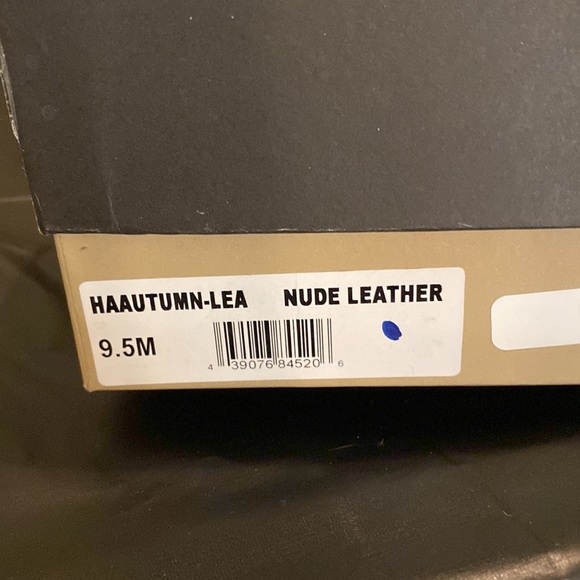 HAAUTUMN-LEA NUDE LEATHER
9.5M
4 39076 84520 6